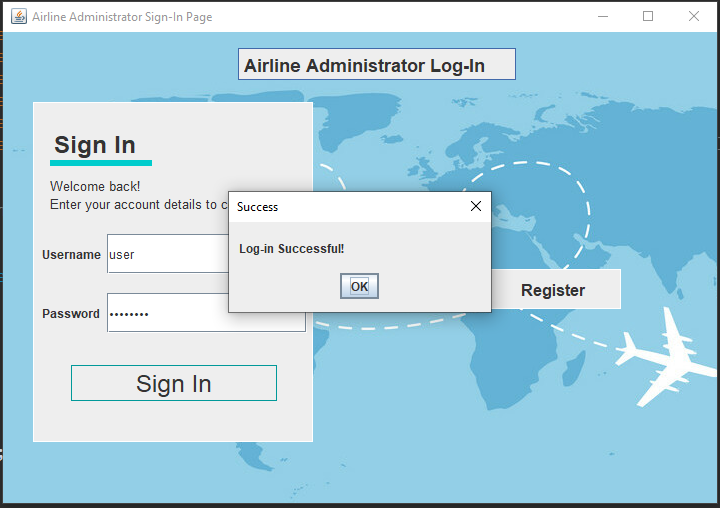 Airline Administrator Sign-In Page
Airline Administrator Log-In
Sign In
Welcome back!
Enter your account details to c
Success
Log-in Successful!
OK
Username
user
Password
••••••••
Register
Sign In